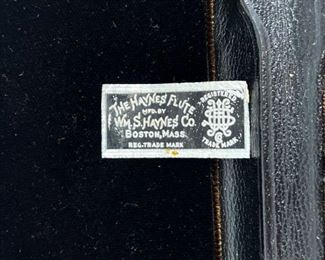 THE HAYNES FLUTE
MFD. BY
WM. S. HAYNES CO.
BOSTON, MASS.
REG. TRADE MARK
REGISTERED
TRADE MARK